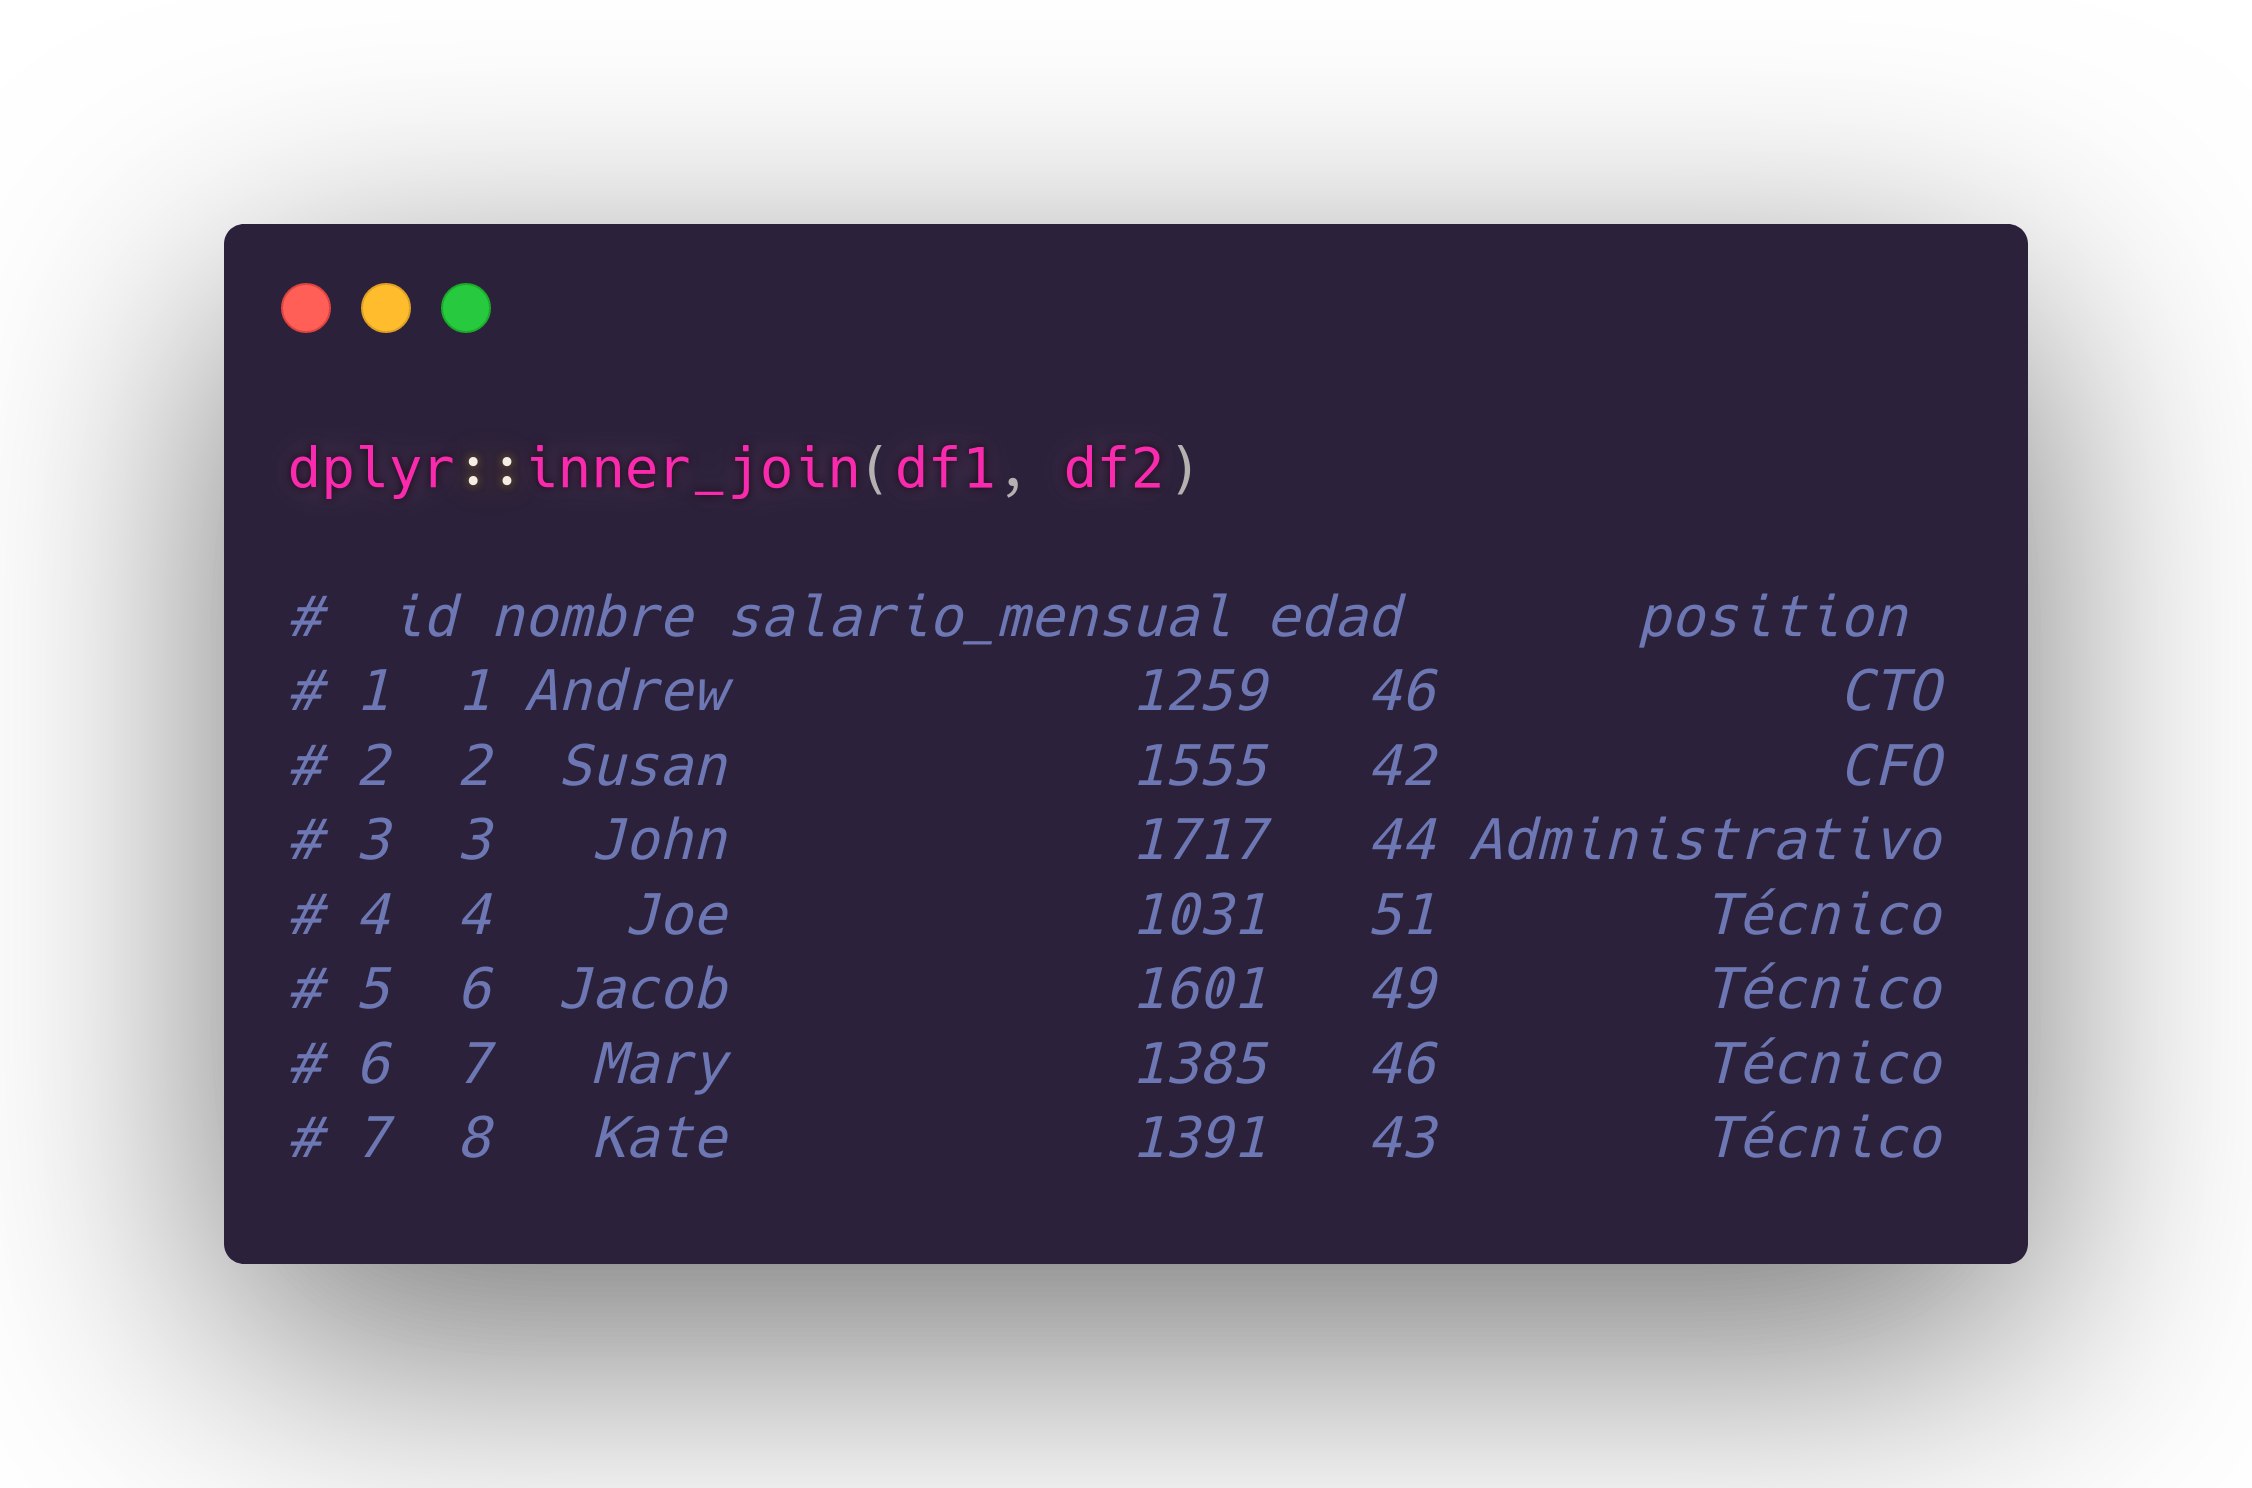 dplyr::inner_join(df1, df2)
#  id nombre salario_mensual edad       position
# 1  1 Andrew            1259   46            CTO
# 2  2  Susan            1555   42            CFO
# 3  3   John            1717   44 Administrativo
# 4  4    Joe            1031   51        Técnico
# 5  6  Jacob            1601   49        Técnico
# 6  7   Mary            1385   46        Técnico
# 7  8   Kate            1391   43        Técnico